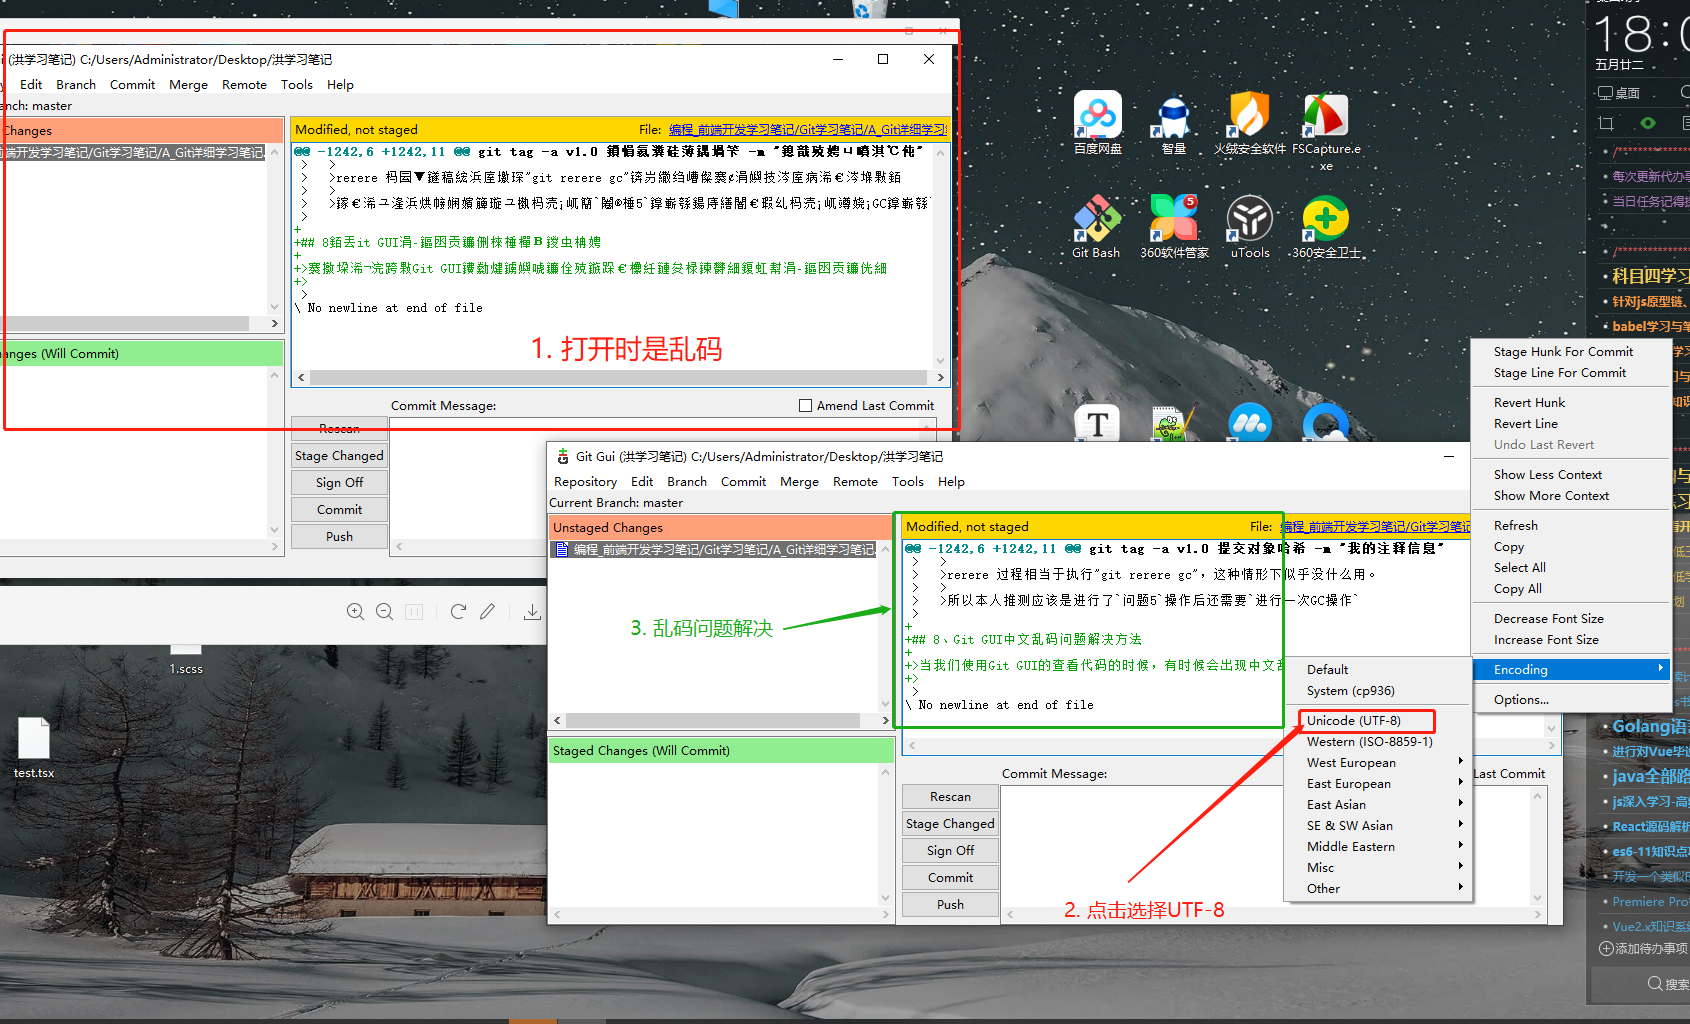 (洪学习笔记) C:/Users/Administrator/Desktop/洪学习笔记
Edit Branch Commit Merge Remote Tools Help
master
Changes
Modified, not staged
File: 编程_前端开发学习笔记/Git学习笔记/A_Git详细学习
端开发学习笔记/Git学习笔记/A_Git详细学习笔记.
@@ -1242,6 +1242,11 @@ git tag -a v1.0
>
"git rerere gc"
>
+
+
+>
>
\ No newline at end of file
1. 打开时是乱码
(Will Commit)
Commit Message:
Amend Last Commit
Rescan
Stage Changed
Sign Off
Commit
Push
Git Gui (洪学习笔记) C:/Users/Administrator/Desktop/洪学习笔记
Repository Edit Branch Commit Merge Remote Tools Help
Current Branch: master
Unstaged Changes
编程_前端开发学习笔记/Git学习笔记/A_Git详细学习笔记.
Modified, not staged
File: 编程_前端开发学习笔记/Git学习笔记
@@ -1242,6 +1242,11 @@ git tag -a v1.0 提交对象哈希 -m "我的注释信息"
> >
> >rerere 过程相当于执行"git rerere gc"，这种情形下似乎没什么用。
> >
> >所以本人推测应该是进行了`问题5`操作后还需要`进行一次GC操作`
>
+
+## 8、Git GUI中文乱码问题解决方法
+
+>当我们使用Git GUI的查看代码的时候，有时候会出现中文
+>
>
\ No newline at end of file
3. 乱码问题解决
Staged Changes (Will Commit)
Commit Message:
Last Commit
Rescan
Stage Changed
Sign Off
Commit
Push
2. 点击选择UTF-8
Stage Hunk For Commit
Stage Line For Commit
Revert Hunk
Revert Line
Undo Last Revert
Show Less Context
Show More Context
Refresh
Copy
Select All
Copy All
Decrease Font Size
Increase Font Size
Encoding
Options...
Default
System (cp936)
Unicode (UTF-8)
Western (ISO-8859-1)
West European
East European
East Asian
SE & SW Asian
Middle Eastern
Misc
Other
百度网盘
智量
火绒安全软件
FSCapture.exe
Git Bash
5
360软件管家
uTools
360安全卫士
T
1:1
1.scss
test.tsx
18:
五月廿二
桌面
每次更新代办
当日任务记得
科目四学习
针对js原型链、
babel学习与
Golang语
进行对Vue毕
java全部路
js深入学习-高
React源码解析
es6-11知识点
开发一个类似
Premiere Pro
Vue2.x知识系
添加待办事项
搜索